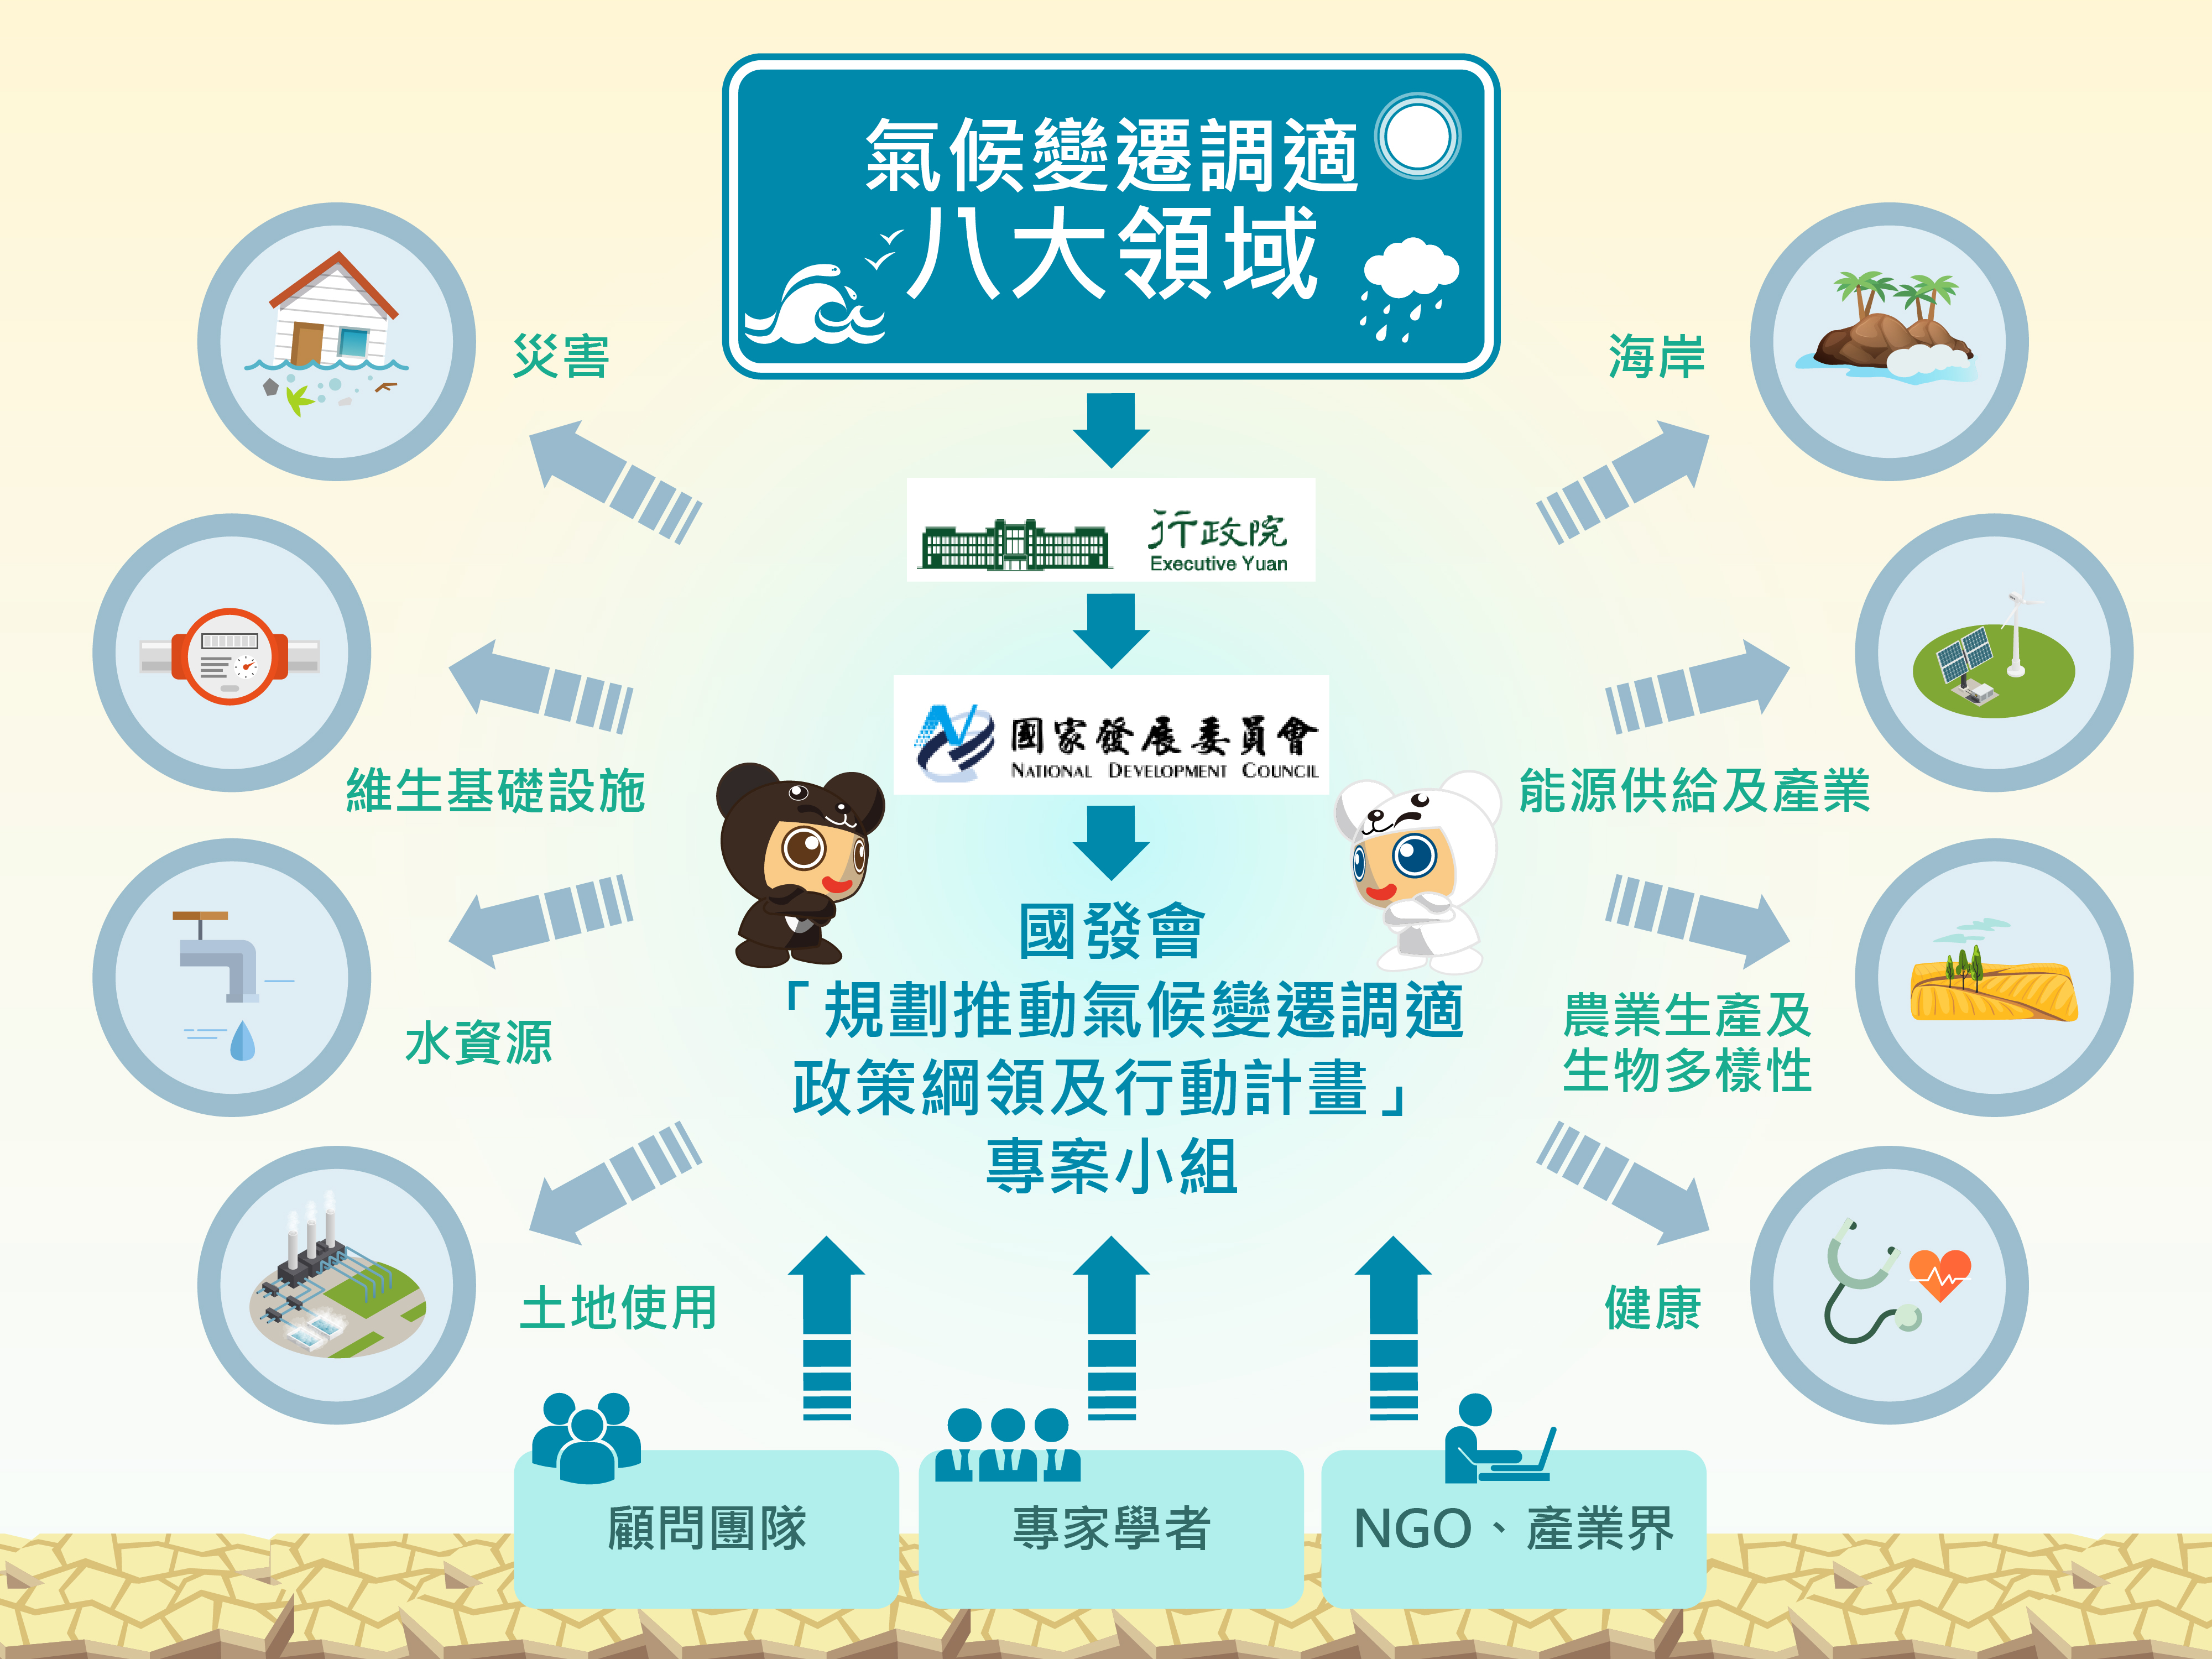 氣候變遷調適
八大領域
行政院
Executive Yuan
國家發展委員會
NATIONAL DEVELOPMENT COUNCIL
國發會
「規劃推動氣候變遷調適
政策綱領及行動計畫」
專案小組
災害
維生基礎設施
水資源
土地使用
海岸
能源供給及產業
農業生產及
生物多樣性
健康
顧問團隊
專家學者
NGO、產業界